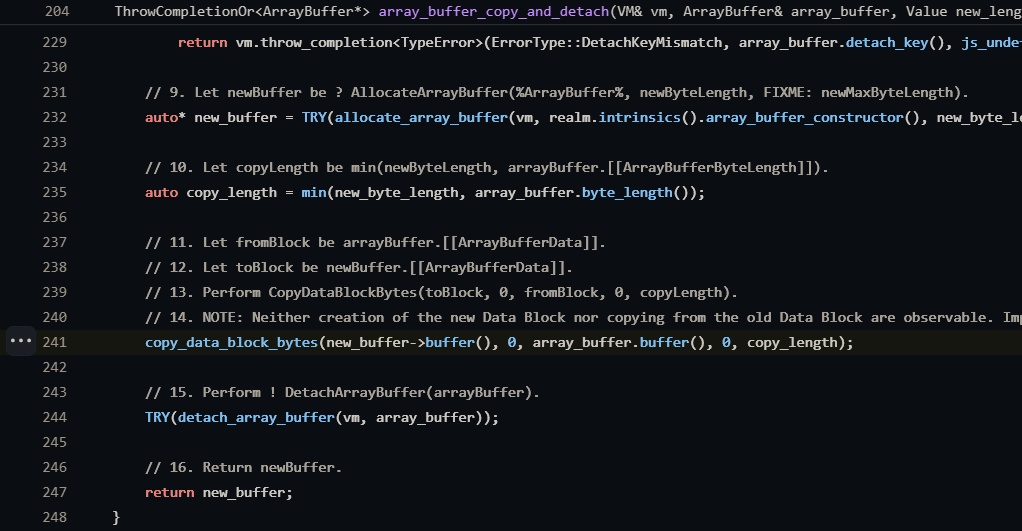 204 ThrowCompletionOr<ArrayBuffer*> array_buffer_copy_and_detach(VM& vm, ArrayBuffer& array_buffer, Value new_leng
229 return vm.throw_completion<TypeError>(ErrorType::DetachKeyMismatch, array_buffer.detach_key(), js_unde
230
231 // 9. Let newBuffer be ? AllocateArrayBuffer(%ArrayBuffer%, newByteLength, FIXME: newMaxByteLength).
232 auto* new_buffer = TRY(allocate_array_buffer(vm, realm.intrinsics().array_buffer_constructor(), new_byte_le
233
234 // 10. Let copyLength be min(newByteLength, arrayBuffer.[[ArrayBufferByteLength]]).
235 auto copy_length = min(new_byte_length, array_buffer.byte_length());
236
237 // 11. Let fromBlock be arrayBuffer.[[ArrayBufferData]].
238 // 12. Let toBlock be newBuffer.[[ArrayBufferData]].
239 // 13. Perform CopyDataBlockBytes(toBlock, 0, fromBlock, 0, copyLength).
240 // 14. NOTE: Neither creation of the new Data Block nor copying from the old Data Block are observable. Imp
241 copy_data_block_bytes(new_buffer->buffer(), 0, array_buffer.buffer(), 0, copy_length);
242
243 // 15. Perform ! DetachArrayBuffer(arrayBuffer).
244 TRY(detach_array_buffer(vm, array_buffer));
245
246 // 16. Return newBuffer.
247 return new_buffer;
248 }